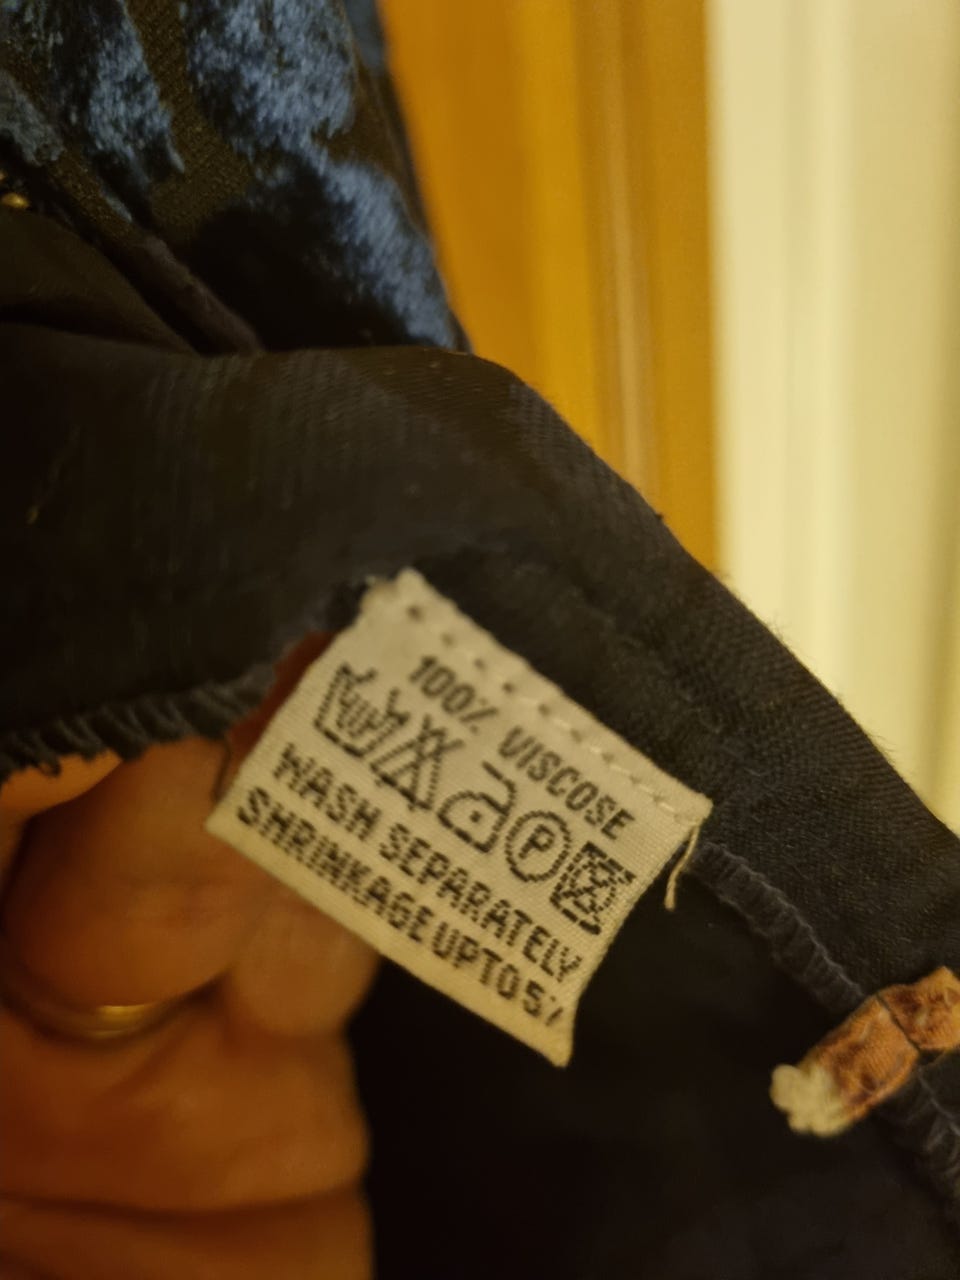 100% VISCOSE
P
WASH SEPARATELY
SHRINKAGE UPTO 5%